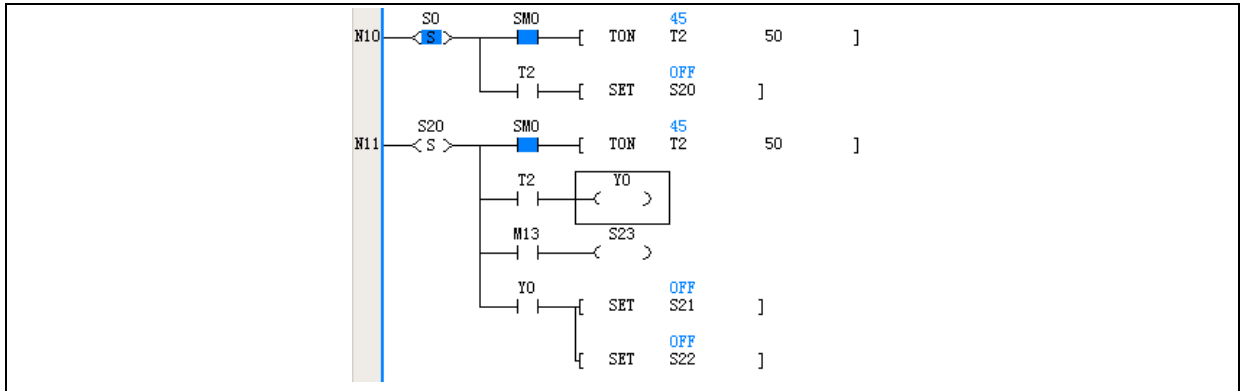 S0 SM0 45
N10 S [ TON T2 50 ]
T2 OFF
[ SET S20 ]
S20 SM0 45
N11 S [ TON T2 50 ]
T2 Y0
M13 S23
Y0 OFF
[ SET S21 ]
OFF
[ SET S22 ]